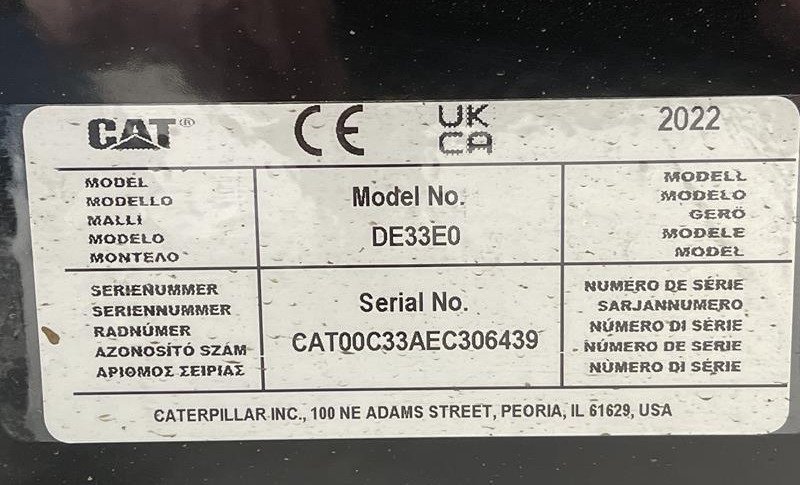 CAT® CE UK CA 2022
MODEL
MODELLO
MALLI
MODELO
ΜΟΝΤΕΛΟ
Model No.
DE33E0
MODELL
MODELO
GERÖ
MODELE
MODEL
SERIENUMMER
SERIENNUMMER
RADNÚMER
AZONOSÍTÓ SZÁM
ΑΡΙΘΜΟΣ ΣΕΙΡΙΑΣ
Serial No.
CAT00C33AEC306439
NUMERO DE SÉRIE
SARJANNUMERO
NÚMERO DI SÉRIE
NÚMERO DE SÉRIE
NÚMERO DI SÉRIE
CATERPILLAR INC., 100 NE ADAMS STREET, PEORIA, IL 61629, USA